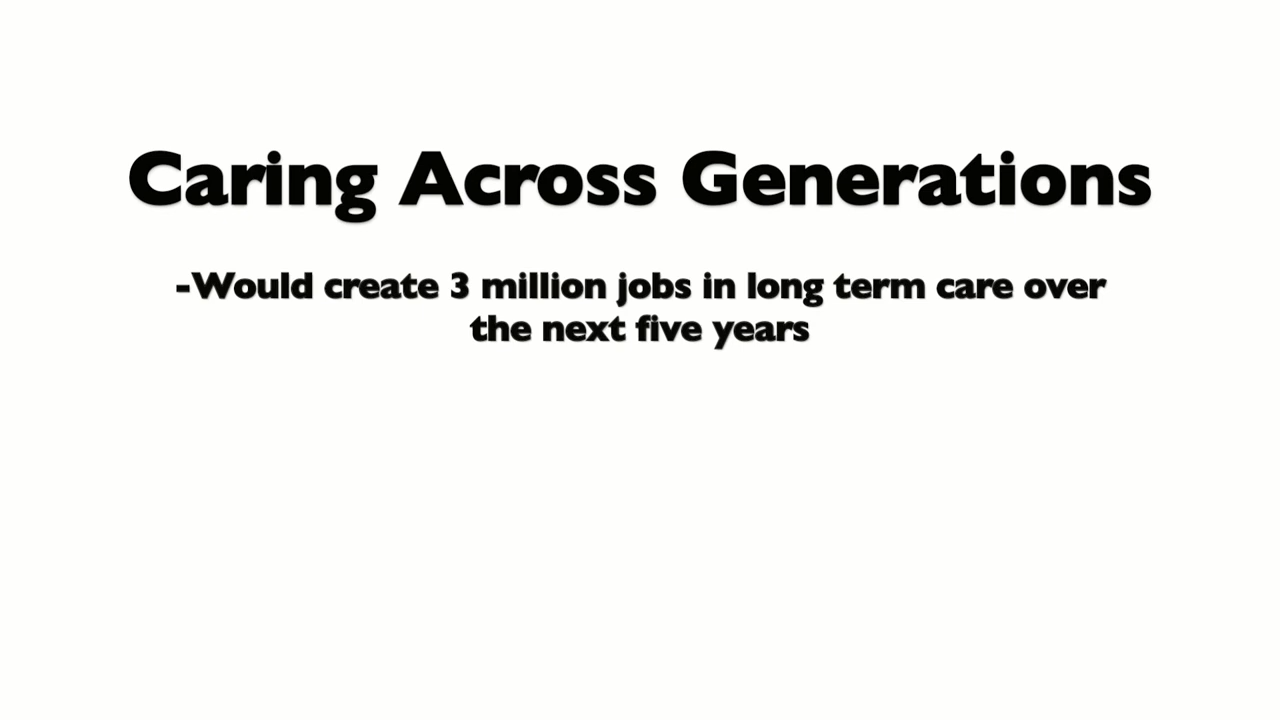 Caring Across Generations
-Would create 3 million jobs in long term care over
the next five years